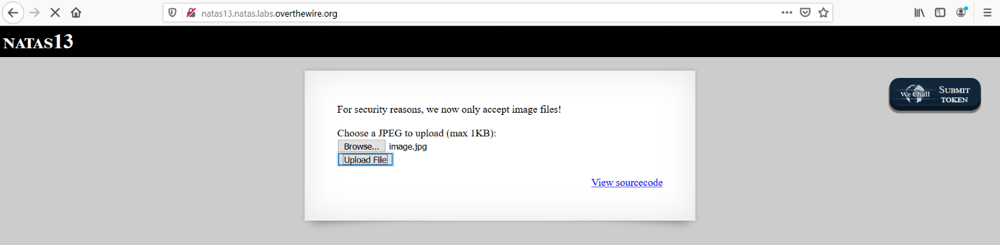 natas13.natas.labs.overthewire.org
NATAS13
We Chall
SUBMIT TOKEN
For security reasons, we now only accept image files!
Choose a JPEG to upload (max 1KB):
Browse... image.jpg
Upload File
View sourcecode